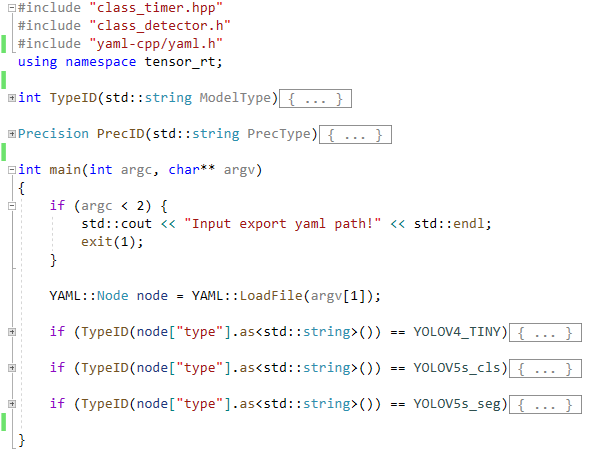 #include "class_timer.hpp"
#include "class_detector.h"
#include "yaml-cpp/yaml.h"
using namespace tensor_rt;
int TypeID(std::string ModelType){ ... }
Precision PrecID(std::string PrecType){ ... }
int main(int argc, char** argv)
{
if (argc < 2) {
std::cout << "Input export yaml path!" << std::endl;
exit(1);
}
YAML::Node node = YAML::LoadFile(argv[1]);
if (TypeID(node["type"].as<std::string>()) == YOLOV4_TINY){ ... }
if (TypeID(node["type"].as<std::string>()) == YOLOV5s_cls){ ... }
if (TypeID(node["type"].as<std::string>()) == YOLOV5s_seg){ ... }
}